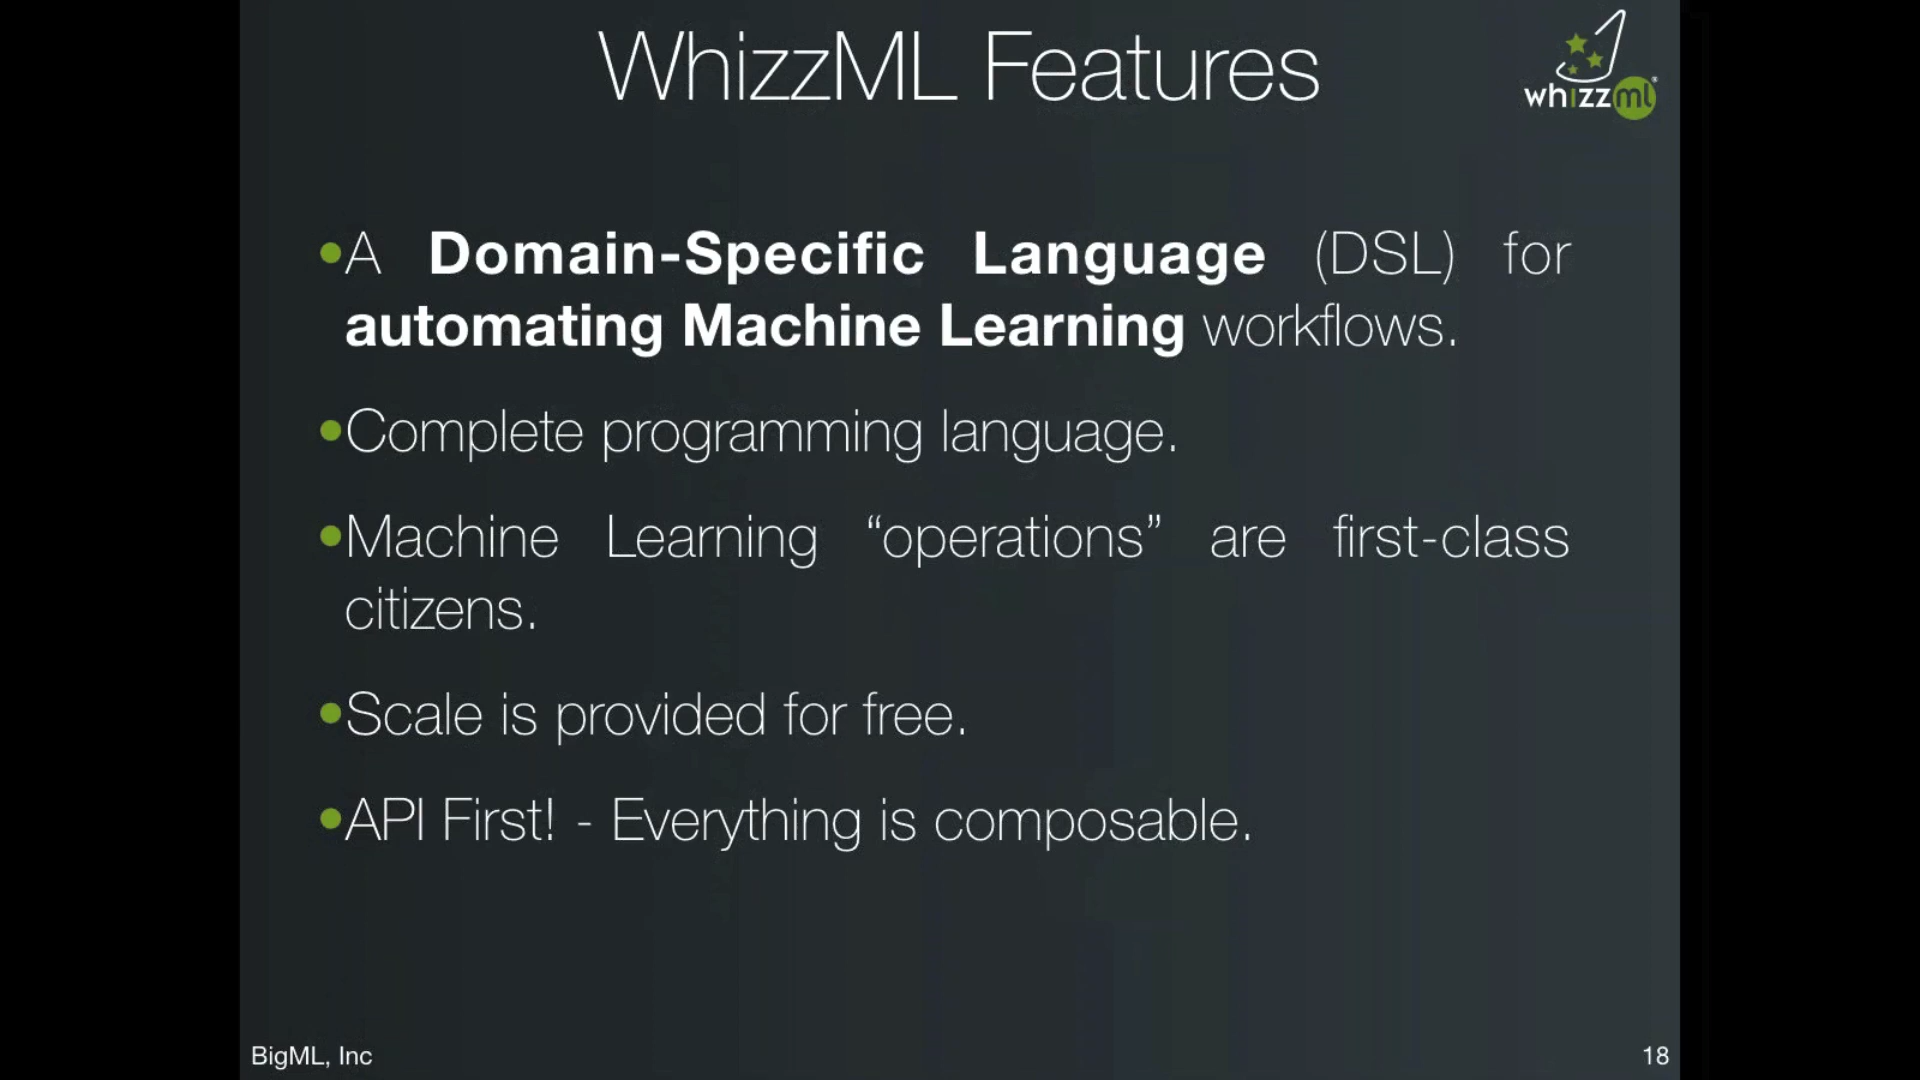 WhizzML Features
whizzml®
•A Domain-Specific Language (DSL) for
automating Machine Learning workflows.
•Complete programming language.
•Machine Learning “operations” are first-class
citizens.
•Scale is provided for free.
•API First! - Everything is composable.
BigML, Inc
18